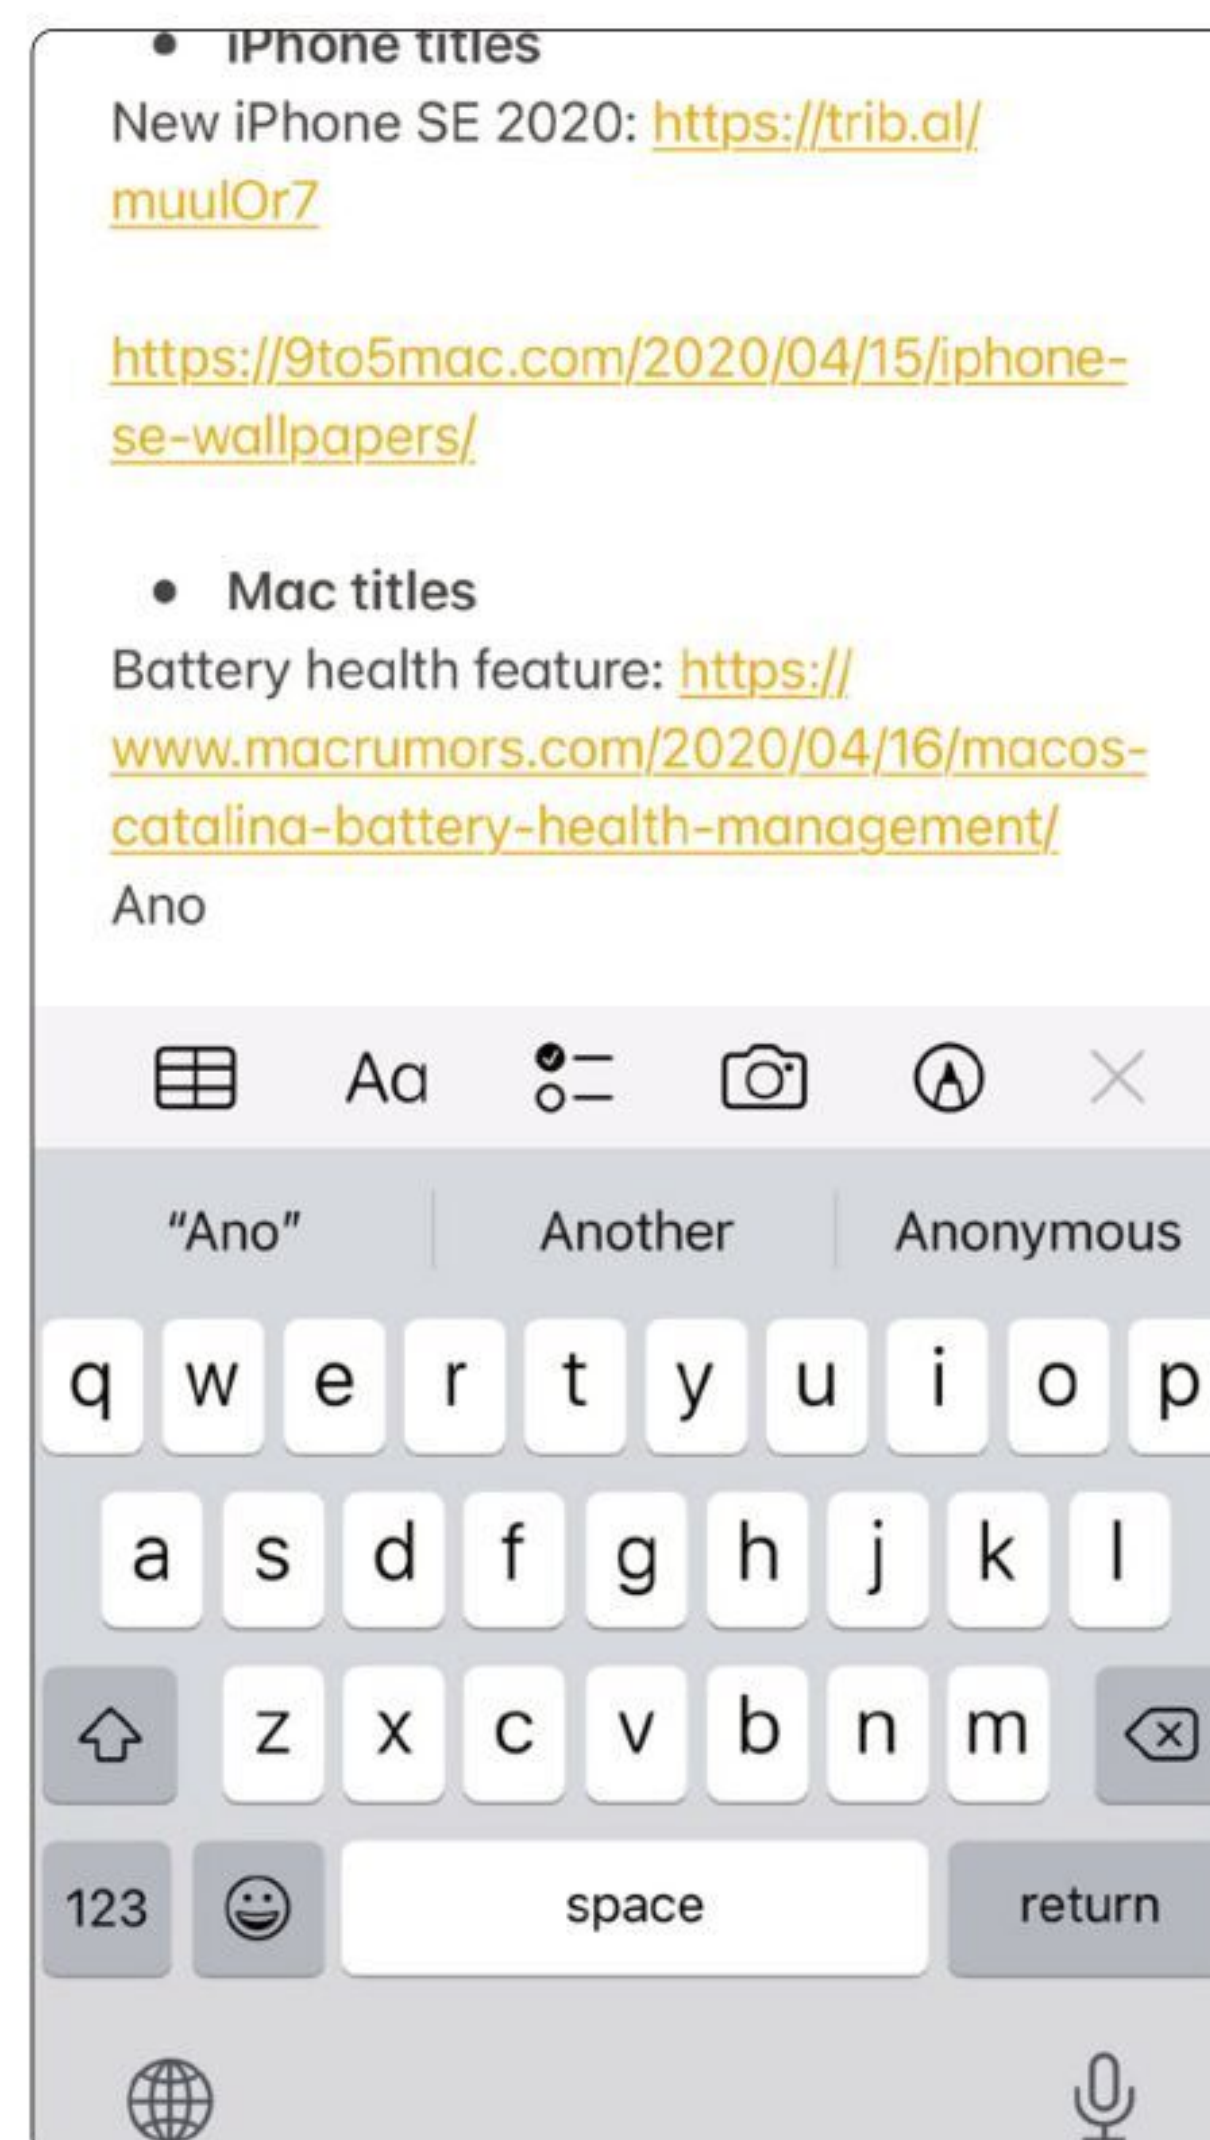 • iPhone titles
New iPhone SE 2020: https://trib.al/
muulOr7
https://9to5mac.com/2020/04/15/iphone-
se-wallpapers/
• Mac titles
Battery health feature: https://
www.macrumors.com/2020/04/16/macos-
catalina-battery-health-management/
Ano
Aa
“Ano” Another Anonymous
q w e r t y u i o p
a s d f g h j k l
z x c v b n m
123 space return